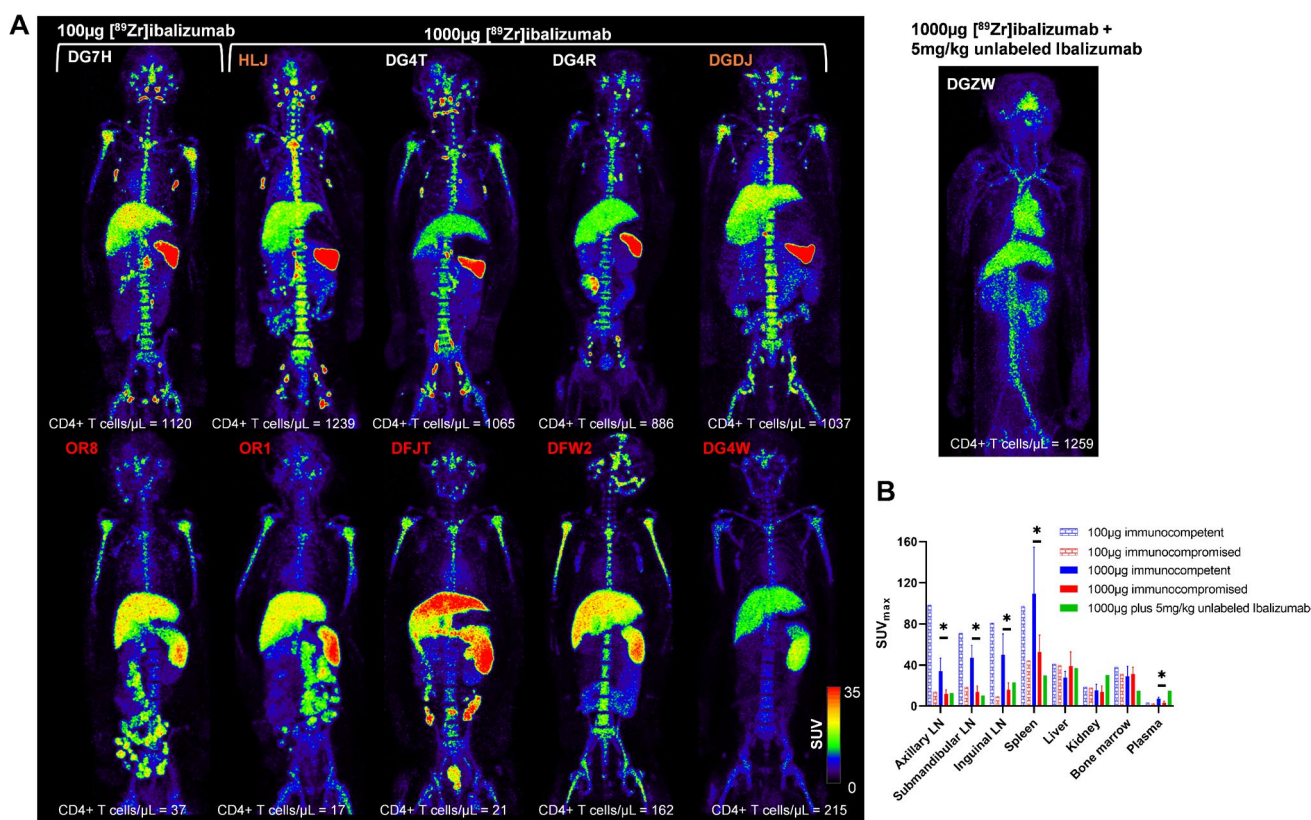 A
100µg [⁸⁹Zr]ibalizumab
1000µg [⁸⁹Zr]ibalizumab
1000µg [⁸⁹Zr]ibalizumab +
5mg/kg unlabeled Ibalizumab
DG7H
HLJ
DG4T
DG4R
DGDJ
DGZW
CD4+ T cells/µL = 1120
CD4+ T cells/µL = 1239
CD4+ T cells/µL = 1065
CD4+ T cells/µL = 886
CD4+ T cells/µL = 1037
CD4+ T cells/µL = 1259
OR8
OR1
DFJT
DFW2
DG4W
35
SUV
0
CD4+ T cells/µL = 37
CD4+ T cells/µL = 17
CD4+ T cells/µL = 21
CD4+ T cells/µL = 162
CD4+ T cells/µL = 215
B
100µg immunocompetent
100µg immunocompromised
1000µg immunocompetent
1000µg immunocompromised
1000µg plus 5mg/kg unlabeled Ibalizumab
SUVmax
160
120
80
40
0
*
*
*
*
*
Axillary LN
Submandibular LN
Inguinal LN
Spleen
Liver
Kidney
Bone marrow
Plasma